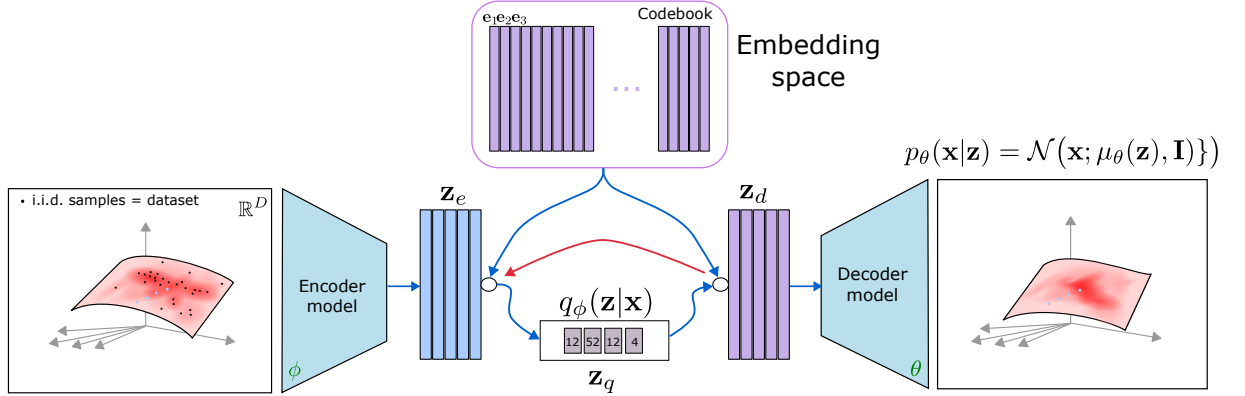 e₁e₂e₃
Codebook
Embedding
space
...
p_θ(x|z) = 𝒩(x; μ_θ(z), I)})
• i.i.d. samples = dataset
ℝ^D
z_e
z_d
Encoder
model
Decoder
model
q_φ(z|x)
12 52 12 4
z_q
φ
θ